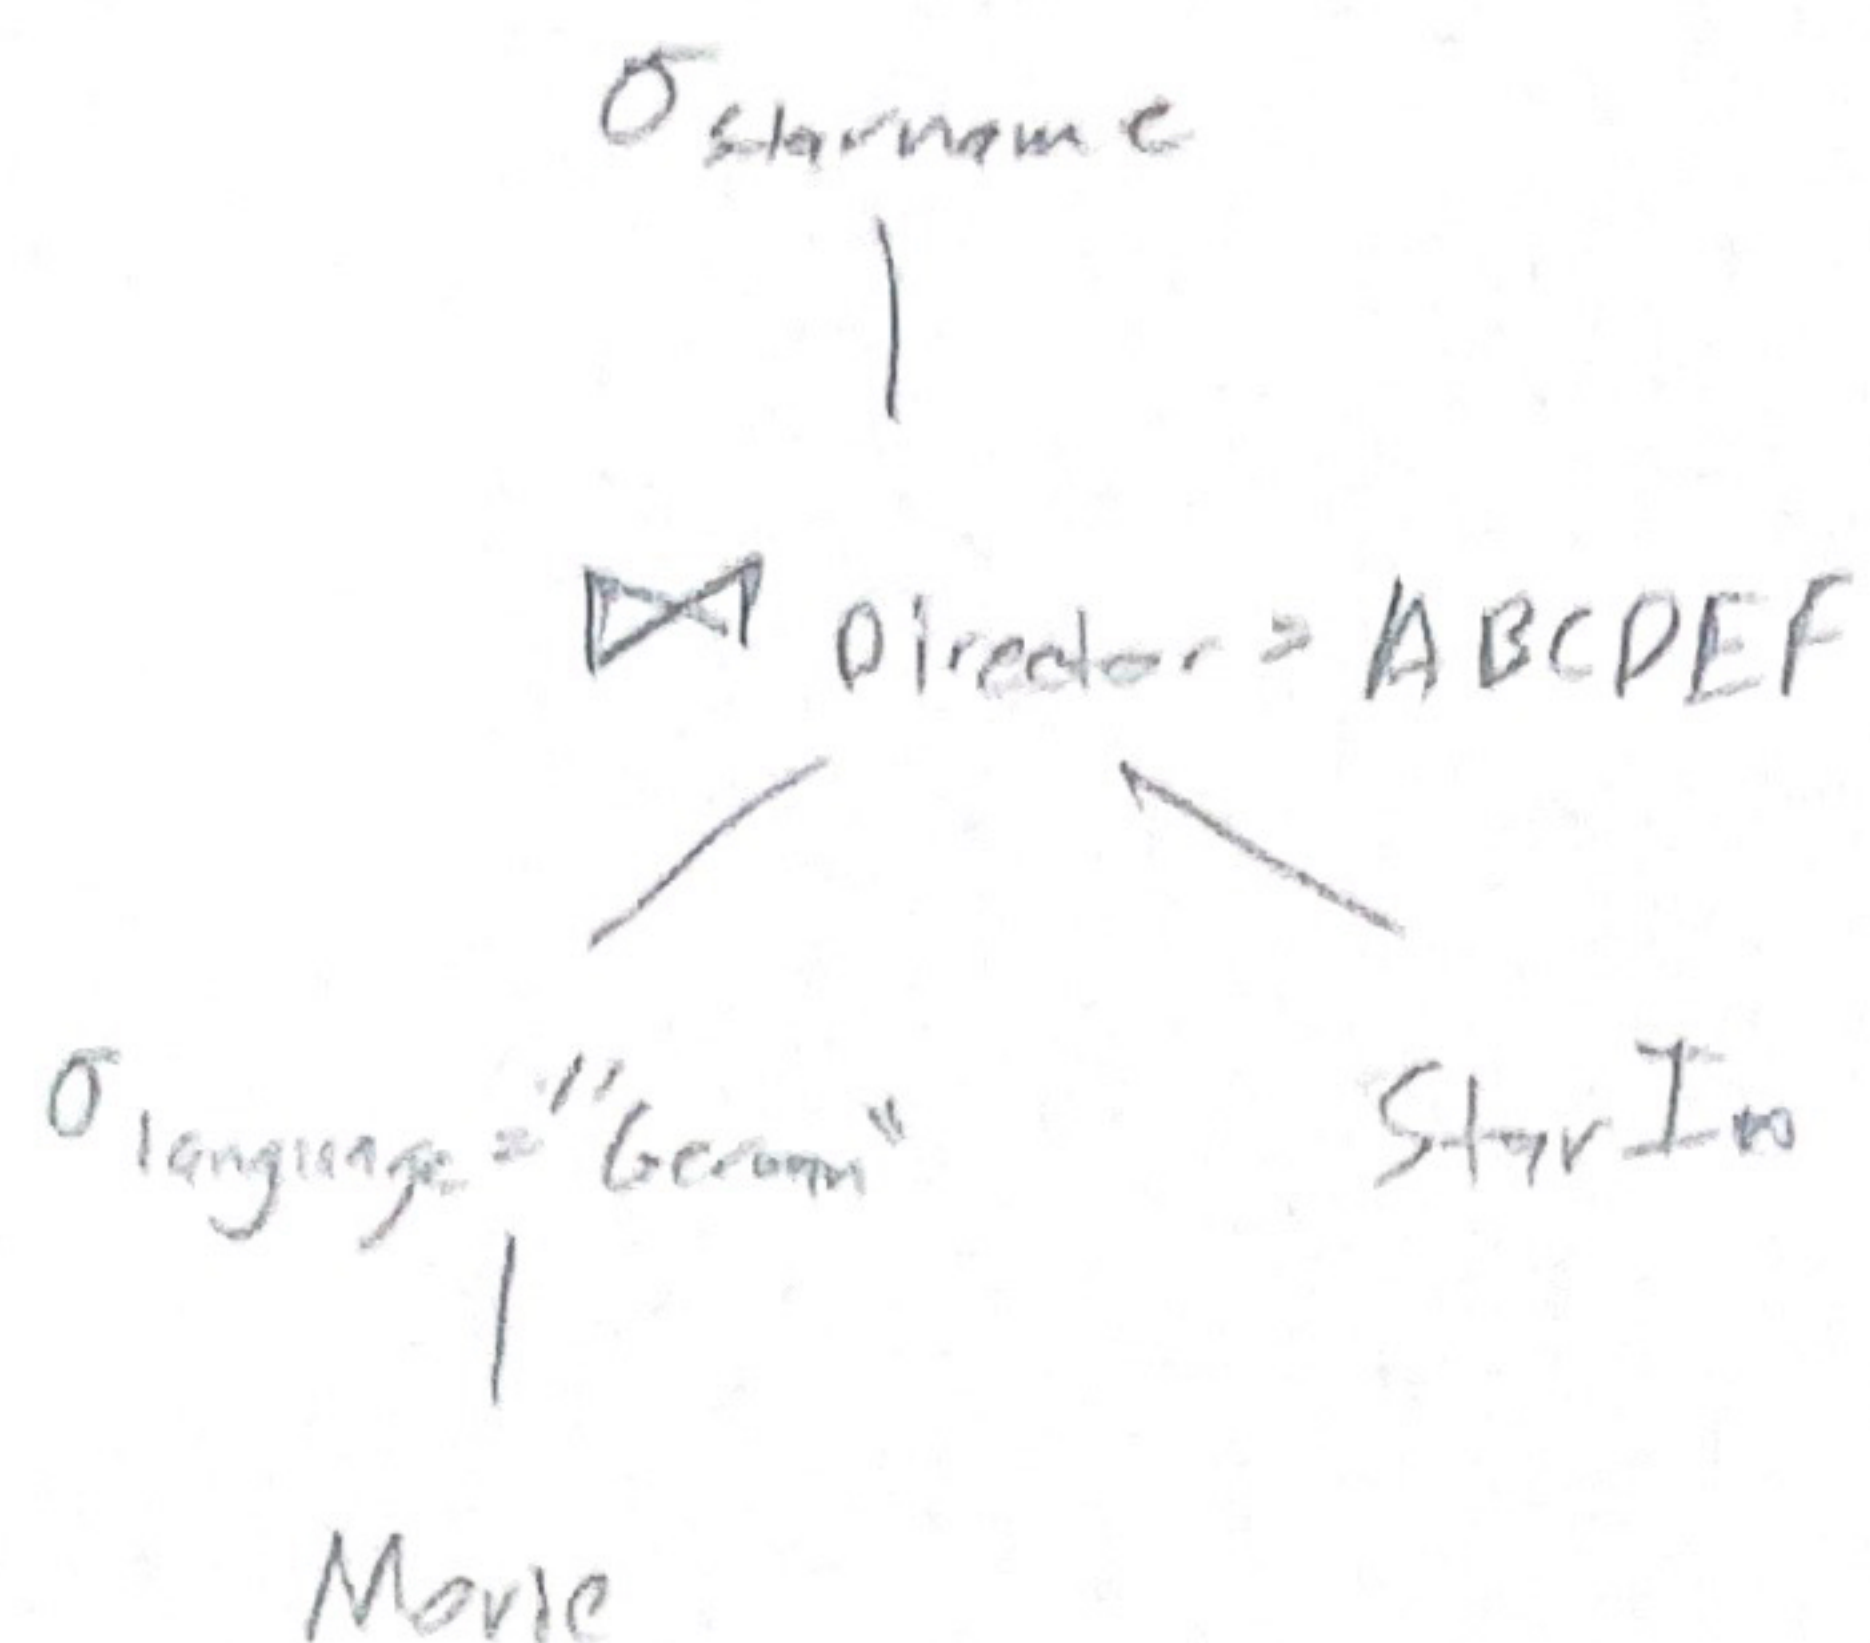 σ starname
⋈ Director = ABCDEF
σ language = "German" StarIn
Movie